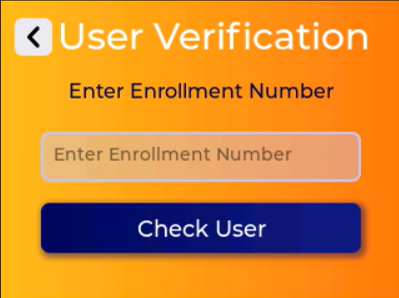 User Verification
Enter Enrollment Number
Enter Enrollment Number
Check User